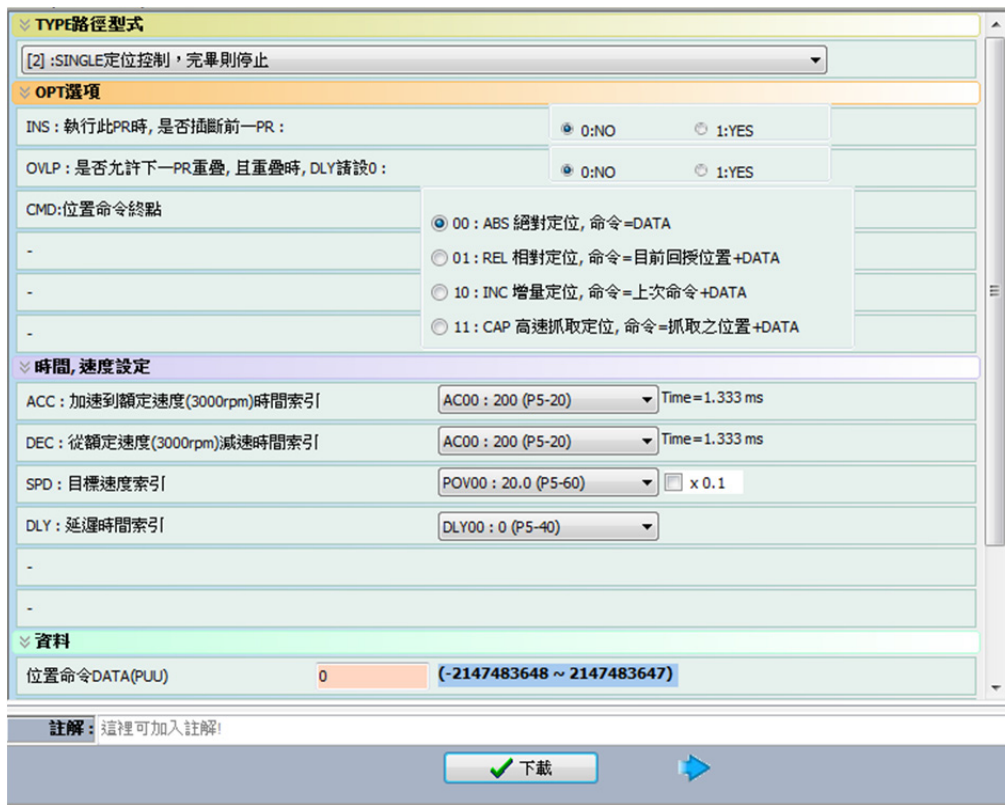 TYPE路徑型式
[2] :SINGLE定位控制，完畢則停止
OPT選項
INS : 執行此PR時, 是否插斷前一PR :
0:NO 1:YES
OVLP : 是否允許下一PR重疊, 且重疊時, DLY請設0 :
0:NO 1:YES
CMD:位置命令終點
00 : ABS 絕對定位, 命令=DATA
-
01 : REL 相對定位, 命令=目前回授位置+DATA
-
10 : INC 增量定位, 命令=上次命令+DATA
-
11 : CAP 高速抓取定位, 命令=抓取之位置+DATA
時間, 速度設定
ACC : 加速到額定速度(3000rpm)時間索引 AC00 : 200 (P5-20) Time=1.333 ms
DEC : 從額定速度(3000rpm)減速時間索引 AC00 : 200 (P5-20) Time=1.333 ms
SPD : 目標速度索引 POV00 : 20.0 (P5-60) x 0.1
DLY : 延遲時間索引 DLY00 : 0 (P5-40)
-
-
資料
位置命令DATA(PUU) 0 (-2147483648 ~ 2147483647)
註解 : 這裡可加入註解!
下載